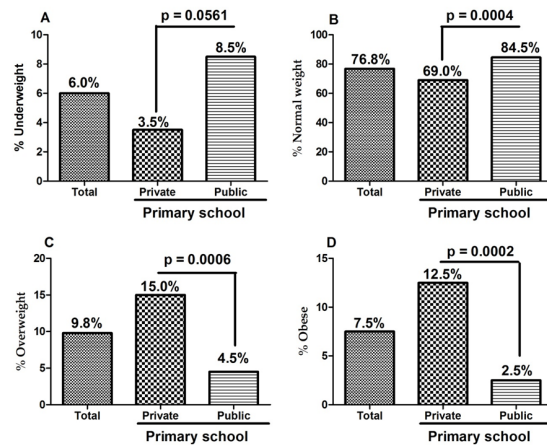 A
p = 0.0561
% Underweight
10
8
6
4
2
0
6.0%
3.5%
8.5%
Total
Private
Public
Primary school
B
p = 0.0004
% Normal weight
100
80
60
40
20
0
76.8%
69.0%
84.5%
Total
Private
Public
Primary school
C
p = 0.0006
% Overweight
20
15
10
5
0
9.8%
15.0%
4.5%
Total
Private
Public
Primary school
D
p = 0.0002
% Obese
15
10
5
0
7.5%
12.5%
2.5%
Total
Private
Public
Primary school